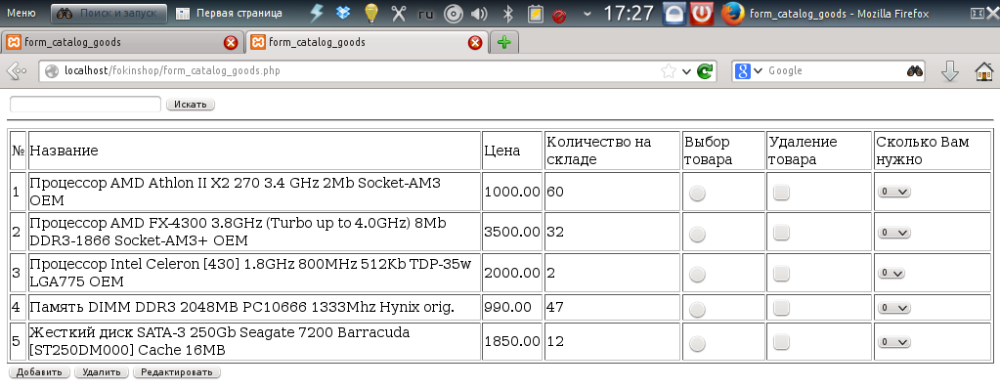 Меню Поиск и запуск Первая страница ru 17:27 form_catalog_goods - Mozilla Firefox
form_catalog_goods form_catalog_goods
localhost/fokinshop/form_catalog_goods.php Google
Искать
№ Название Цена Количество на складе Выбор товара Удаление товара Сколько Вам нужно
1 Процессор AMD Athlon II X2 270 3.4 GHz 2Mb Socket-AM3 OEM 1000.00 60 0
2 Процессор AMD FX-4300 3.8GHz (Turbo up to 4.0GHz) 8Mb DDR3-1866 Socket-AM3+ OEM 3500.00 32 0
3 Процессор Intel Celeron [430] 1.8GHz 800MHz 512Kb TDP-35w LGA775 OEM 2000.00 2 0
4 Память DIMM DDR3 2048MB PC10666 1333Mhz Hynix orig. 990.00 47 0
5 Жесткий диск SATA-3 250Gb Seagate 7200 Barracuda [ST250DM000] Cache 16MB 1850.00 12 0
Добавить Удалить Редактировать